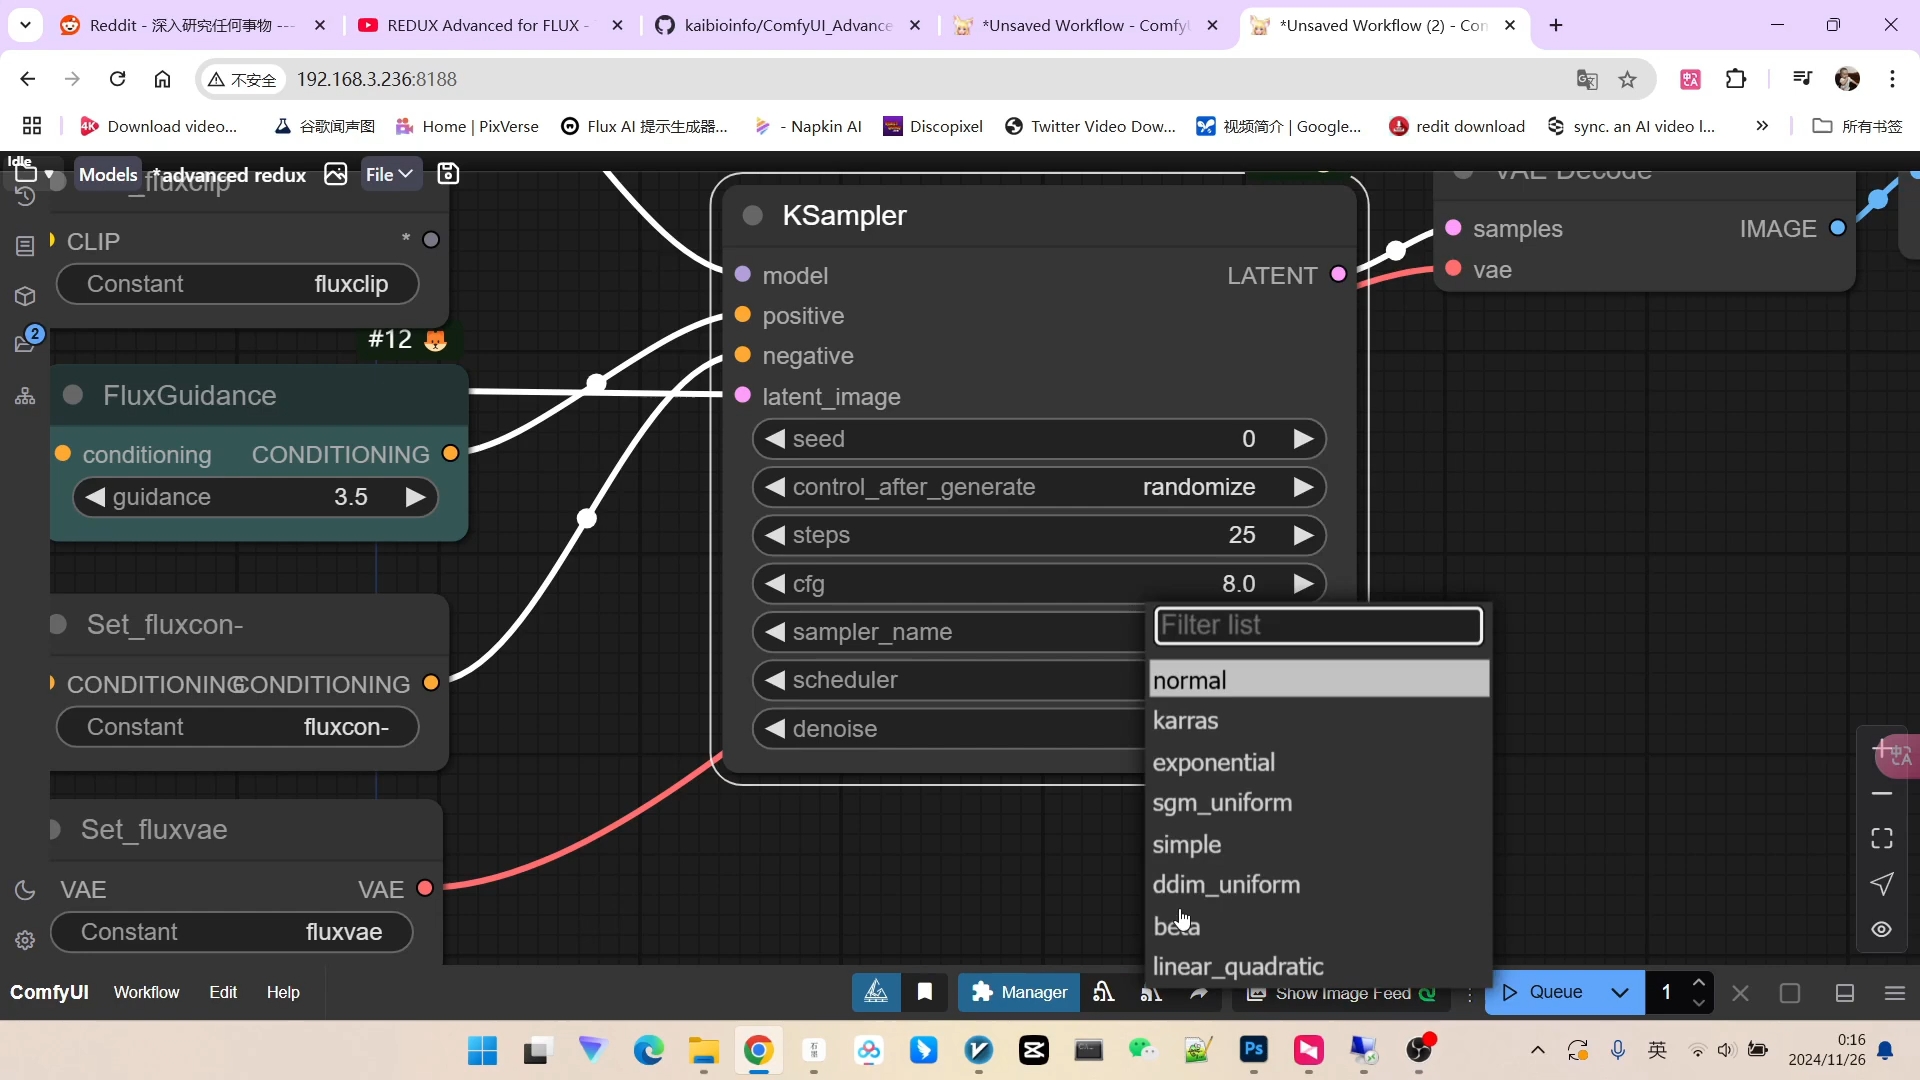 Reddit - 深入研究任何事物 ---
REDUX Advanced for FLUX -
kaibioinfo/ComfyUI_Advance
*Unsaved Workflow - ComfyU
*Unsaved Workflow (2) - Con
不安全
192.168.3.236:8188
Download video...
谷歌闻声图
Home | PixVerse
Flux AI 提示生成器...
- Napkin AI
Discopixel
Twitter Video Dow...
视频简介 | Google...
redit download
sync. an AI video l...
所有书签
Idle
Models
*advanced redux
File
_fluxclip
CLIP
*
Constant
fluxclip
2
#12
FluxGuidance
conditioning
CONDITIONING
guidance
3.5
Set_fluxcon-
CONDITIONING
CONDITIONING
Constant
fluxcon-
Set_fluxvae
VAE
VAE
Constant
fluxvae
KSampler
model
LATENT
positive
negative
latent_image
seed
0
control_after_generate
randomize
steps
25
cfg
8.0
sampler_name
scheduler
denoise
Filter list
normal
karras
exponential
sgm_uniform
simple
ddim_uniform
beta
linear_quadratic
VAE Decode
samples
IMAGE
vae
ComfyUI
Workflow
Edit
Help
Manager
Show Image Feed
Queue
1
英
0:16
2024/11/26